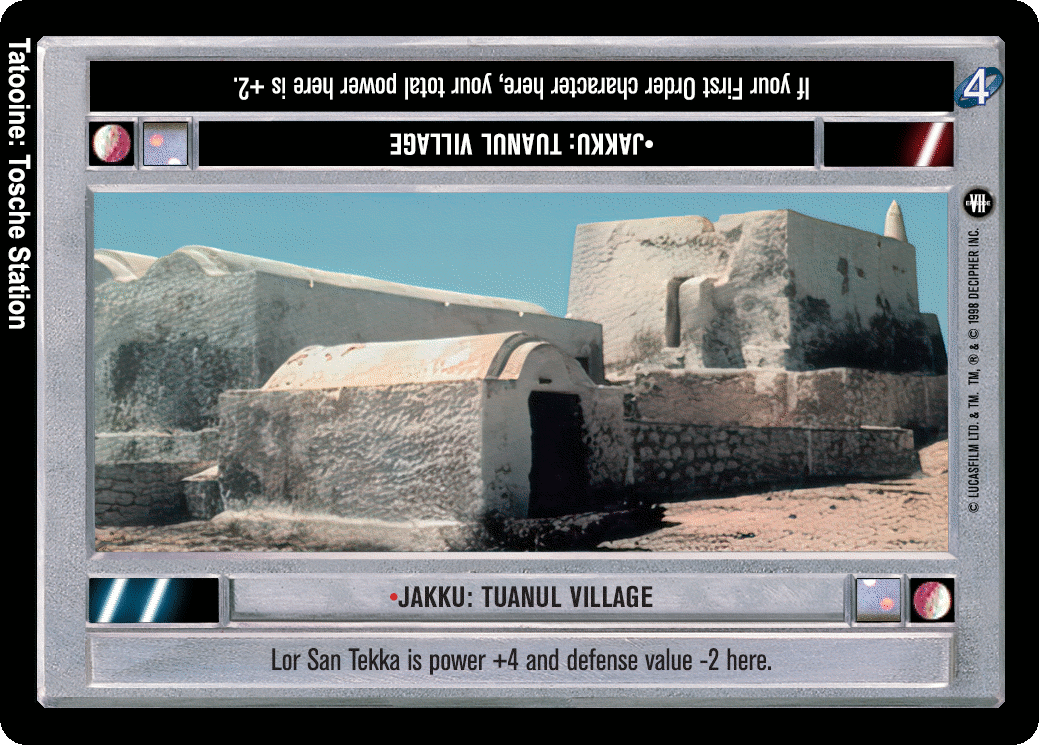 Tatooine: Tosche Station
If your First Order character here, your total power here is +2.
4
•JAKKU: TUANUL VILLAGE
VII
EPISODE
© LUCASFILM LTD. & TM. TM, ® & © 1998 DECIPHER INC.
•JAKKU: TUANUL VILLAGE
Lor San Tekka is power +4 and defense value -2 here.